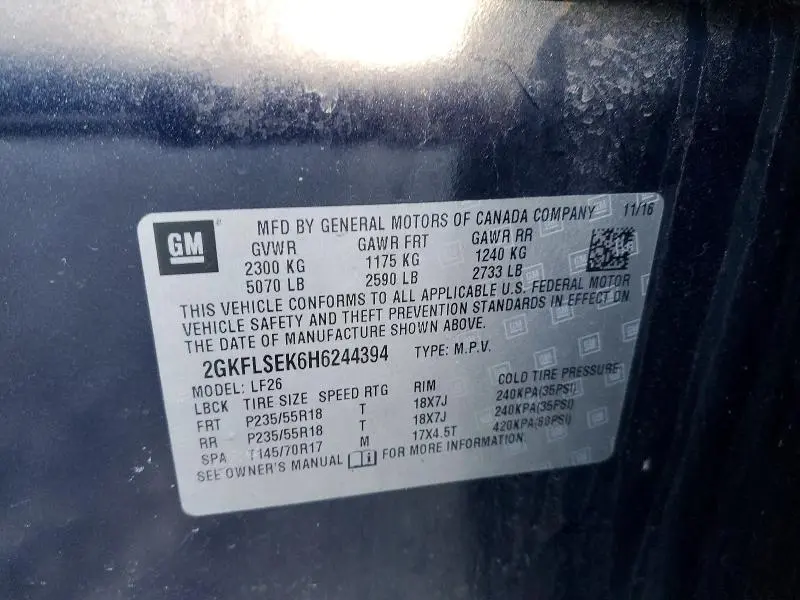 GM
MFD BY GENERAL MOTORS OF CANADA COMPANY 11/16
GVWR GAWR FRT GAWR RR
2300 KG 1175 KG 1240 KG
5070 LB 2590 LB 2733 LB
THIS VEHICLE CONFORMS TO ALL APPLICABLE U.S. FEDERAL MOTOR
VEHICLE SAFETY AND THEFT PREVENTION STANDARDS IN EFFECT ON
THE DATE OF MANUFACTURE SHOWN ABOVE.
2GKFLSEK6H6244394 TYPE: M.P.V.
MODEL: LF26
LBCK TIRE SIZE SPEED RTG RIM COLD TIRE PRESSURE
FRT P235/55R18 T 18X7J 240KPA(35PSI)
RR P235/55R18 T 18X7J 240KPA(35PSI)
SPA T145/70R17 M 17X4.5T 420KPA(60PSI)
SEE OWNER'S MANUAL FOR MORE INFORMATION